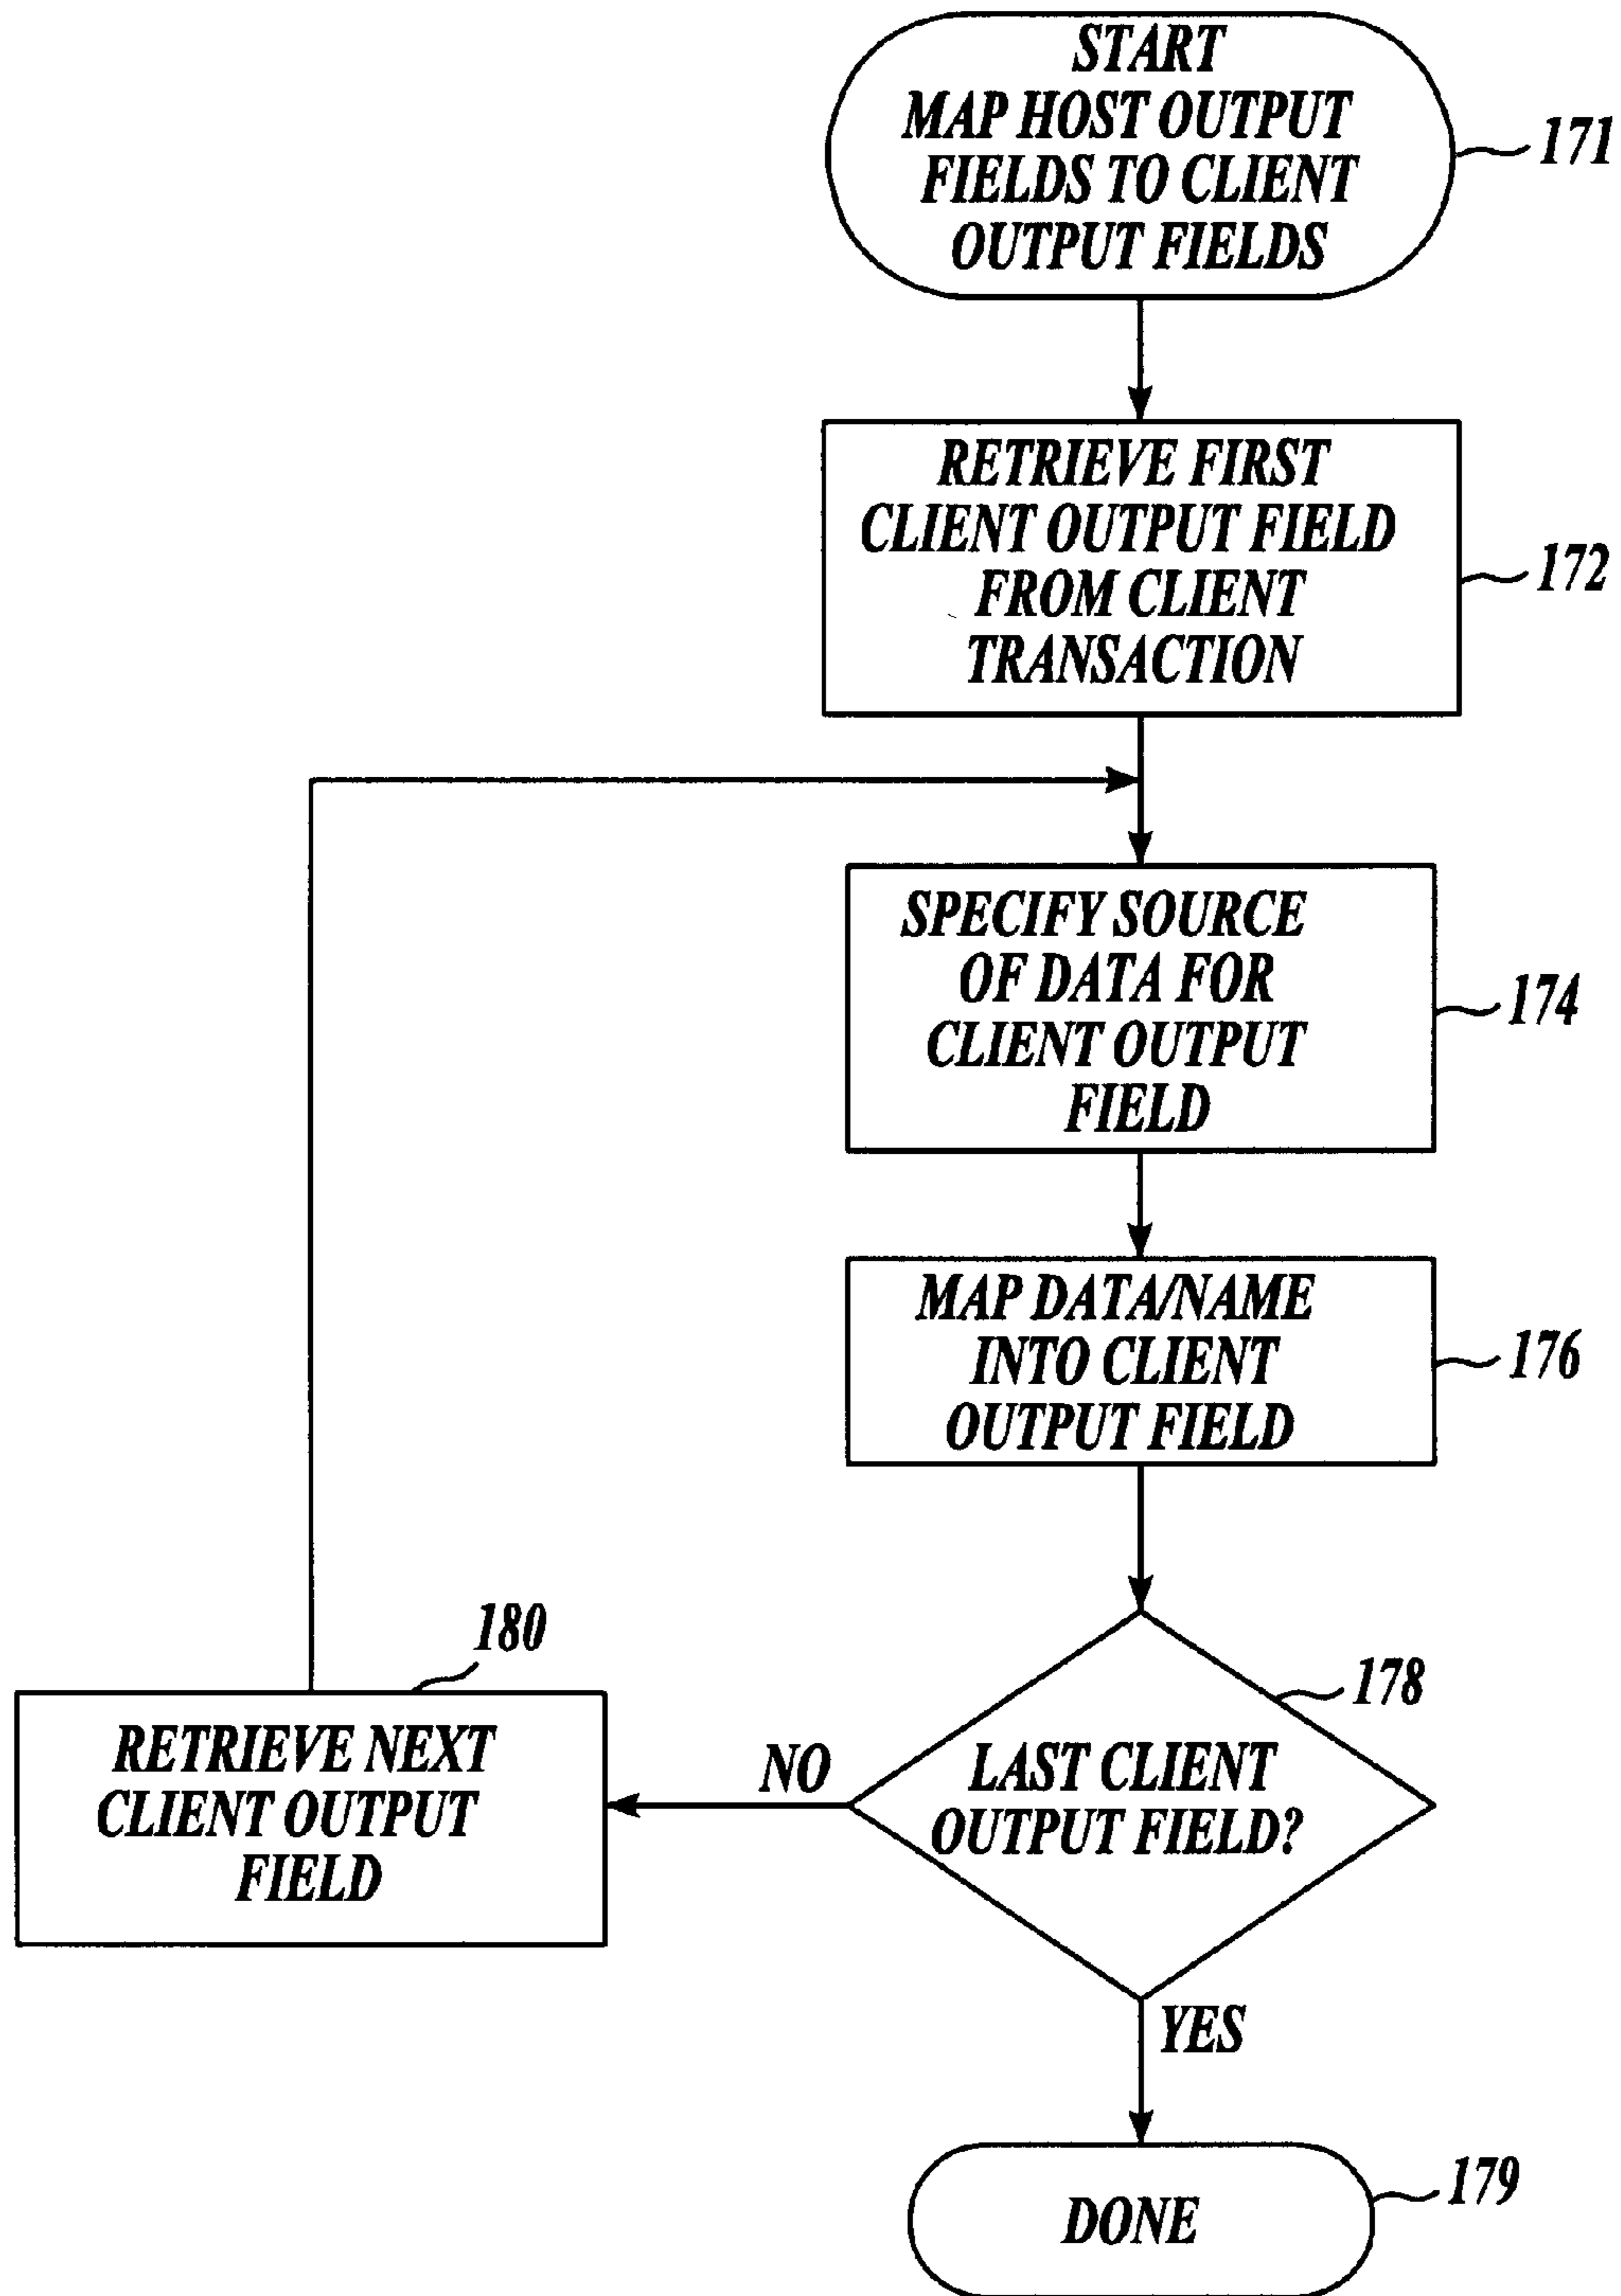 START
MAP HOST OUTPUT
FIELDS TO CLIENT
OUTPUT FIELDS
171
RETRIEVE FIRST
CLIENT OUTPUT FIELD
FROM CLIENT
TRANSACTION
172
SPECIFY SOURCE
OF DATA FOR
CLIENT OUTPUT
FIELD
174
MAP DATA/NAME
INTO CLIENT
OUTPUT FIELD
176
178
LAST CLIENT
OUTPUT FIELD?
NO
180
RETRIEVE NEXT
CLIENT OUTPUT
FIELD
YES
DONE
179